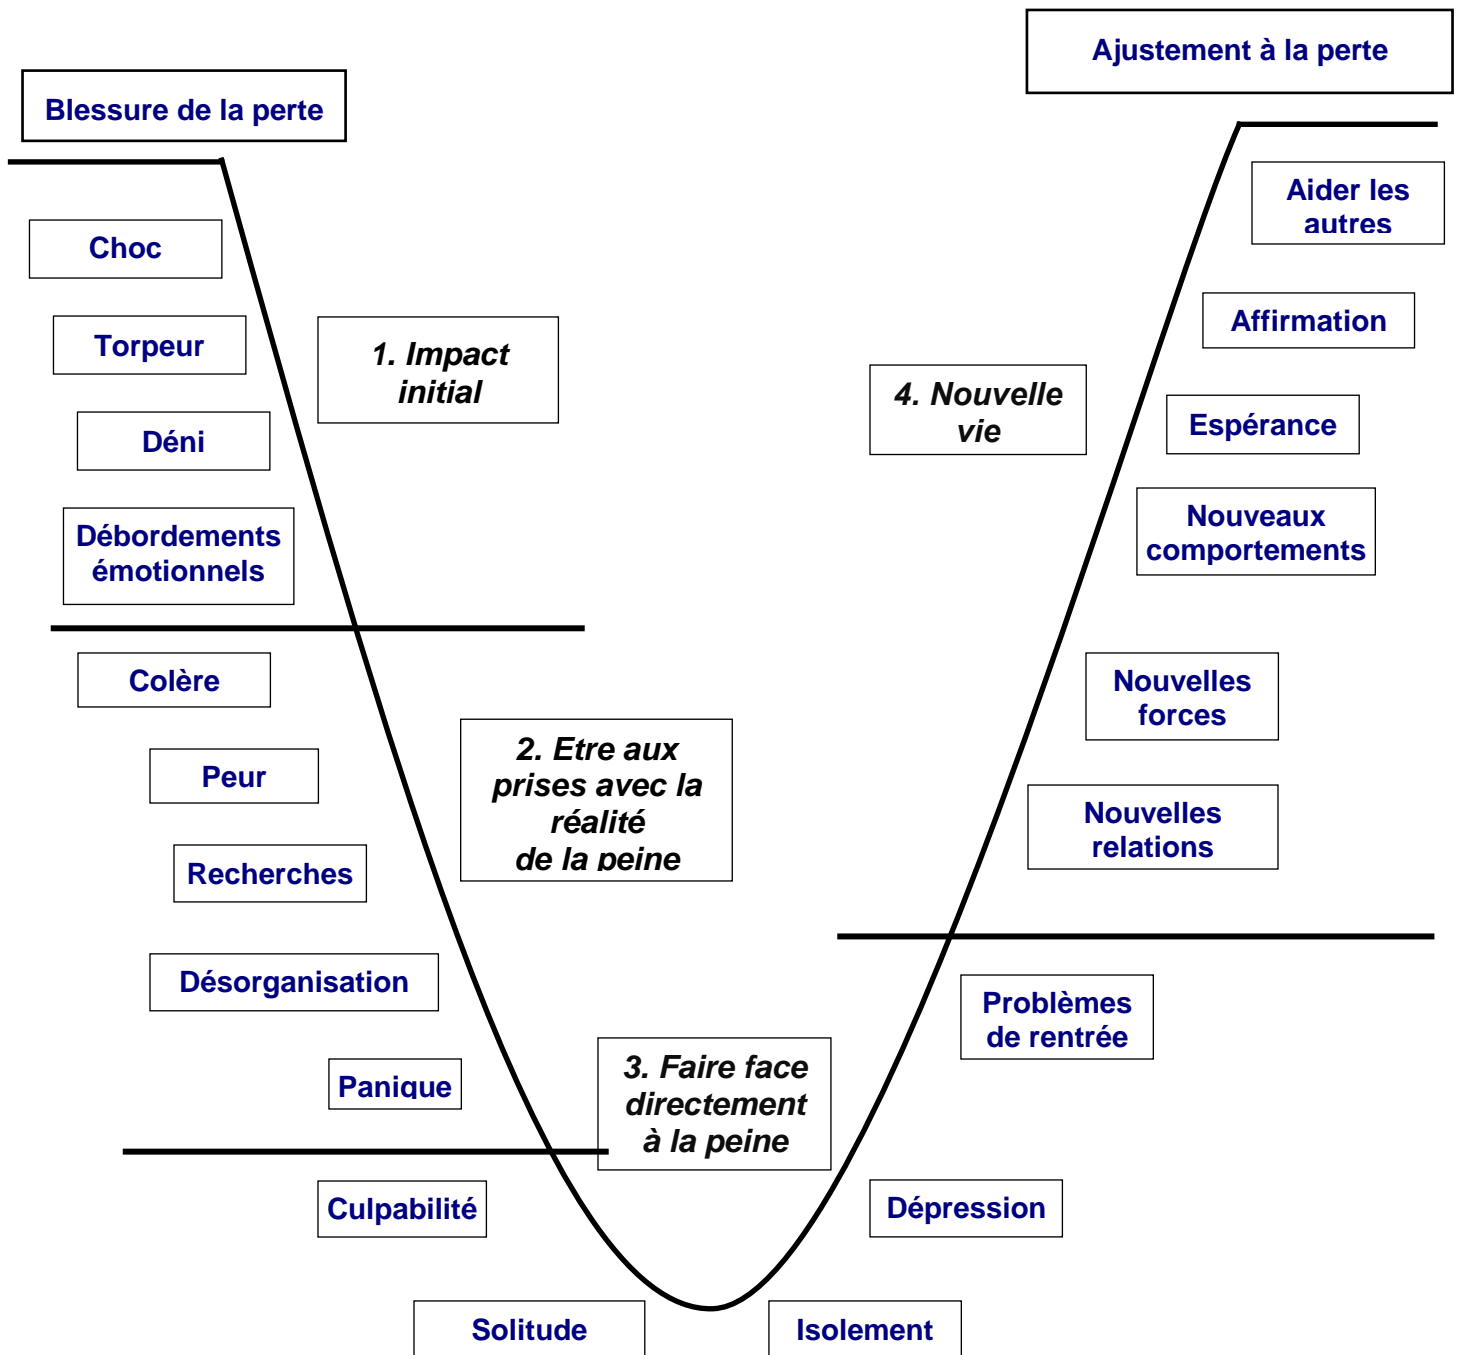 Blessure de la perte
Choc
Torpeur
Déni
Débordements
émotionnels
1. Impact
initial
Colère
Peur
Recherches
Désorganisation
Panique
2. Etre aux
prises avec la
réalité
de la peine
Culpabilité
Solitude
3. Faire face
directement
à la peine
Isolement
Dépression
Problèmes
de rentrée
Ajustement à la perte
Aider les
autres
Affirmation
Espérance
Nouveaux
comportements
4. Nouvelle
vie
Nouvelles
forces
Nouvelles
relations